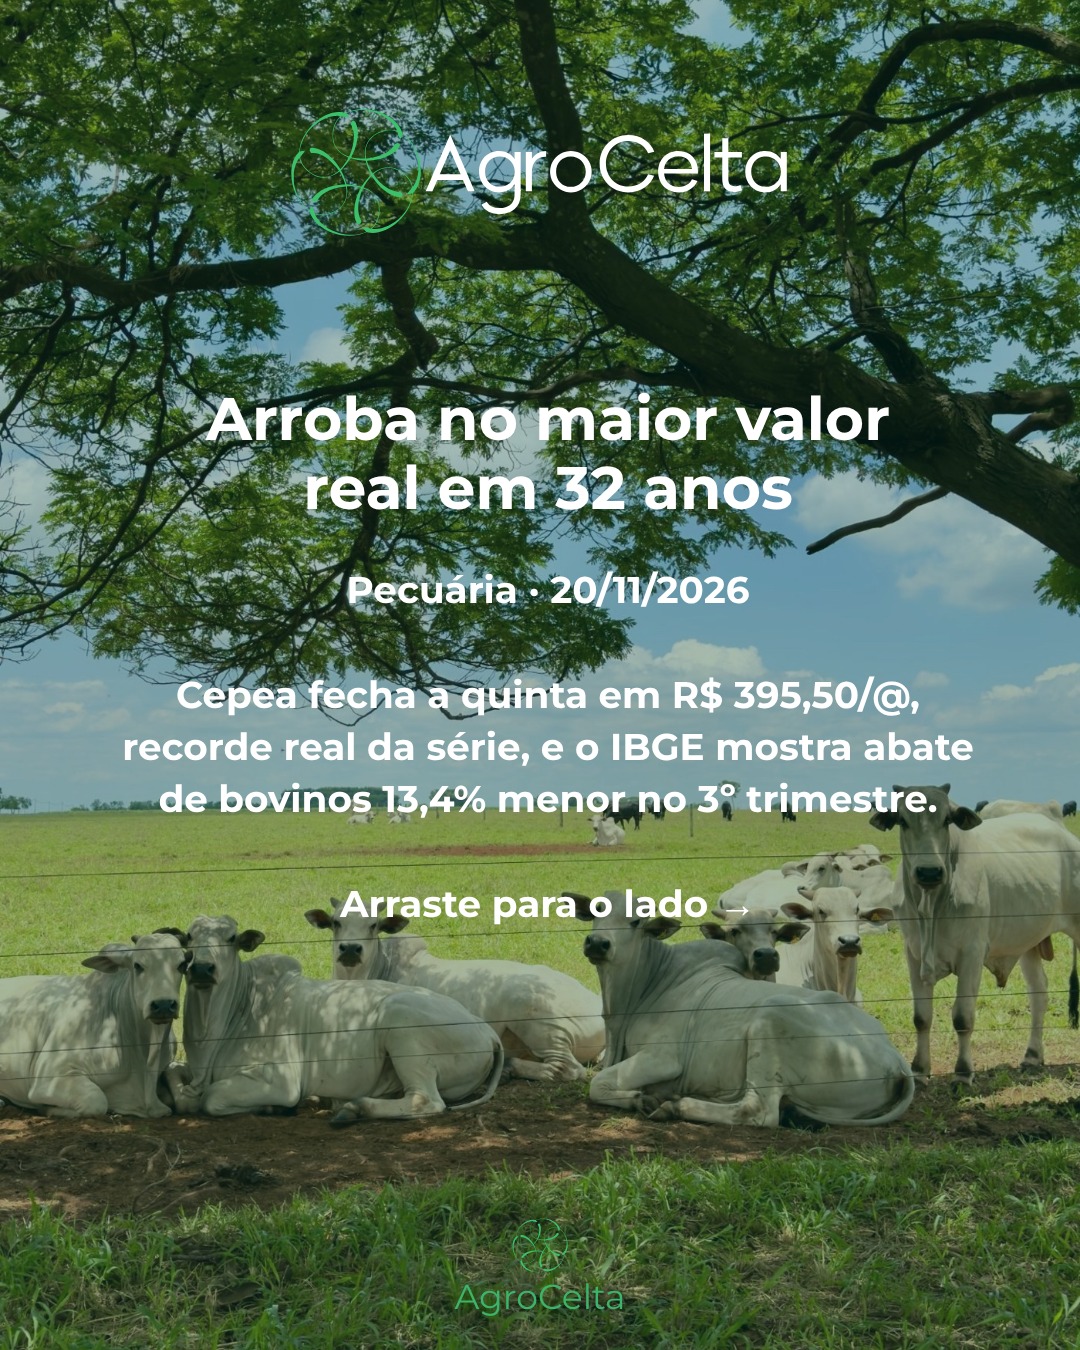 AgroCelta
Arroba no maior valor
real em 32 anos
Pecuária · 20/11/2026
Cepea fecha a quinta em R$ 395,50/@,
recorde real da série, e o IBGE mostra abate
de bovinos 13,4% menor no 3º trimestre.
Arraste para o lado →
AgroCelta